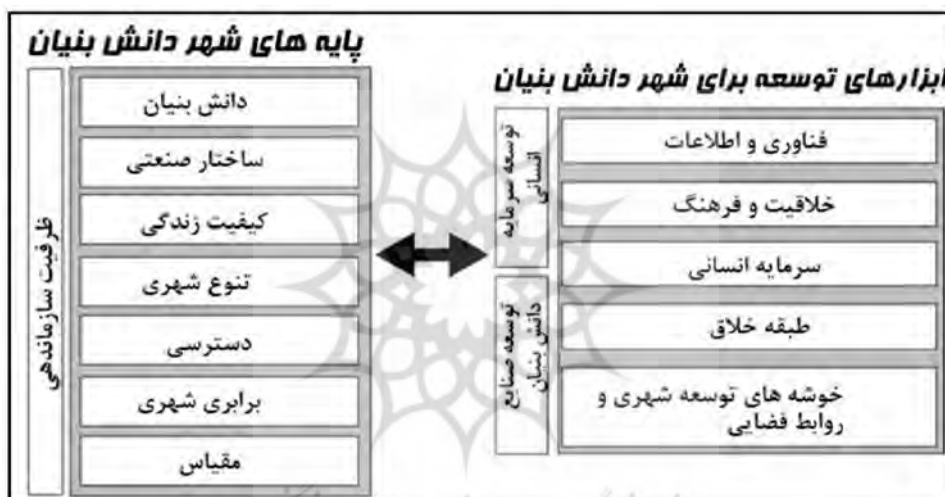 ابزارهای توسعه برای شهر دانش بنیان
توسعه سرمایه
انسانی
توسعه صنایع
دانش بنیان
فناوری و اطلاعات
خلاقیت و فرهنگ
سرمایه انسانی
طبقه خلاق
خوشه های توسعه شهری و
روابط فضایی
پایه های شهر دانش بنیان
دانش بنیان
ساختار صنعتی
کیفیت زندگی
تنوع شهری
دسترسی
برابری شهری
مقیاس
ظرفیت سازماندهی